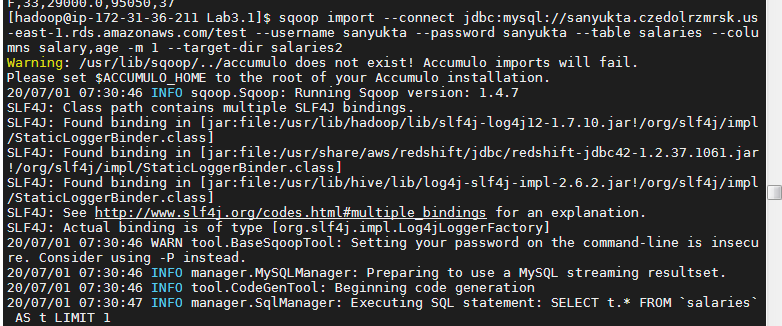 F,33,29000.0,95050,37
[hadoop@ip-172-31-36-211 Lab3.1]$ sqoop import --connect jdbc:mysql://sanyukta.czedolrzmrsk.us
-east-1.rds.amazonaws.com/test --username sanyukta --password sanyukta --table salaries --colu
mns salary,age -m 1 --target-dir salaries2
Warning: /usr/lib/sqoop/../accumulo does not exist! Accumulo imports will fail.
Please set $ACCUMULO_HOME to the root of your Accumulo installation.
20/07/01 07:30:46 INFO sqoop.Sqoop: Running Sqoop version: 1.4.7
SLF4J: Class path contains multiple SLF4J bindings.
SLF4J: Found binding in [jar:file:/usr/lib/hadoop/lib/slf4j-log4j12-1.7.10.jar!/org/slf4j/impl
/StaticLoggerBinder.class]
SLF4J: Found binding in [jar:file:/usr/share/aws/redshift/jdbc/redshift-jdbc42-1.2.37.1061.jar
!/org/slf4j/impl/StaticLoggerBinder.class]
SLF4J: Found binding in [jar:file:/usr/lib/hive/lib/log4j-slf4j-impl-2.6.2.jar!/org/slf4j/impl
/StaticLoggerBinder.class]
SLF4J: See http://www.slf4j.org/codes.html#multiple_bindings for an explanation.
SLF4J: Actual binding is of type [org.slf4j.impl.Log4jLoggerFactory]
20/07/01 07:30:46 WARN tool.BaseSqoopTool: Setting your password on the command-line is insecu
re. Consider using -P instead.
20/07/01 07:30:46 INFO manager.MySQLManager: Preparing to use a MySQL streaming resultset.
20/07/01 07:30:46 INFO tool.CodeGenTool: Beginning code generation
20/07/01 07:30:47 INFO manager.SqlManager: Executing SQL statement: SELECT t.* FROM `salaries`
 AS t LIMIT 1